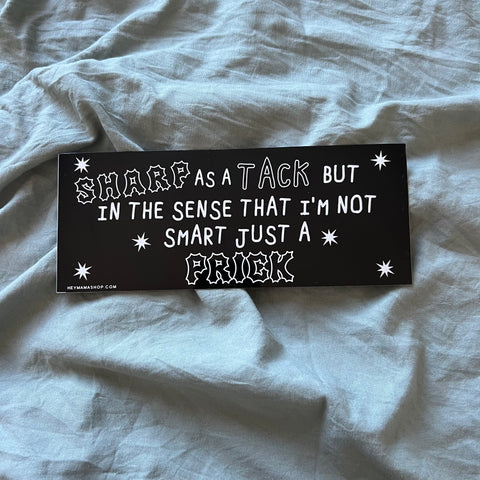 SHARP AS A TACK BUT
IN THE SENSE THAT I'M NOT
SMART JUST A
PRICK
HEYMAMASHOP.COM